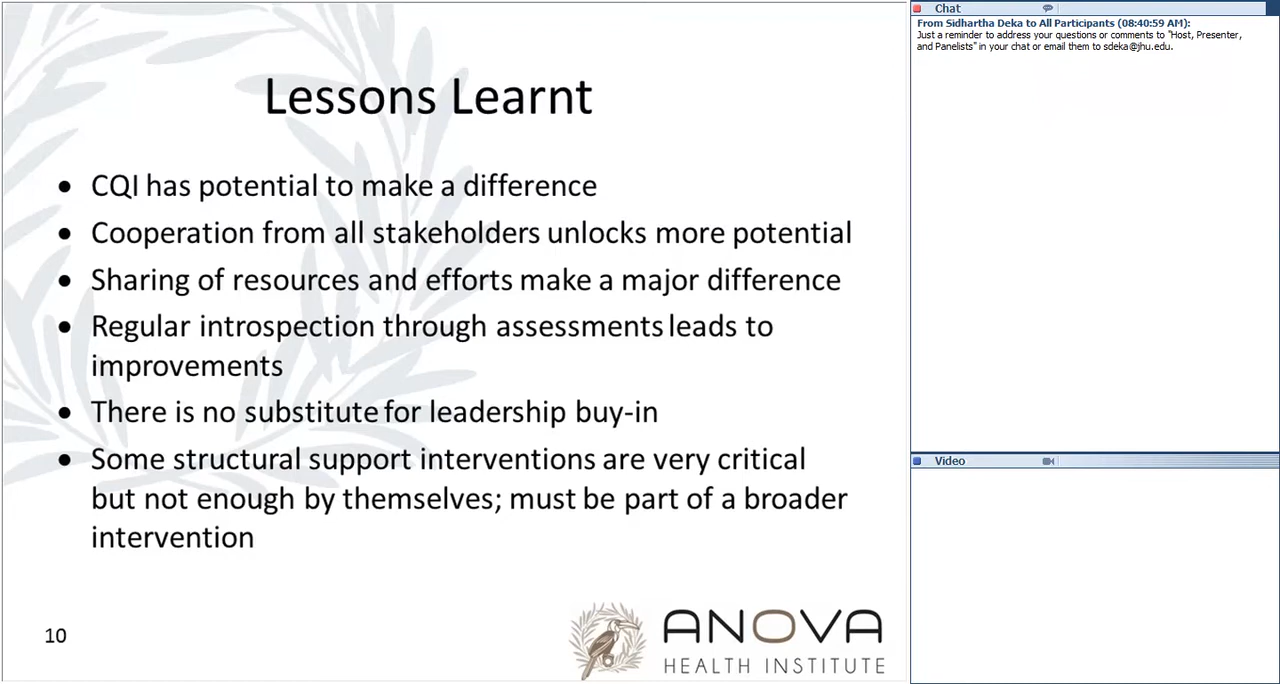 Lessons Learnt
• CQI has potential to make a difference
• Cooperation from all stakeholders unlocks more potential
• Sharing of resources and efforts make a major difference
• Regular introspection through assessments leads to
improvements
• There is no substitute for leadership buy-in
• Some structural support interventions are very critical
but not enough by themselves; must be part of a broader
intervention
10
ANOVA
HEALTH INSTITUTE
Chat
From Sidhartha Deka to All Participants (08:40:59 AM):
Just a reminder to address your questions or comments to "Host, Presenter,
and Panelists" in your chat or email them to sdeka@jhu.edu.
Video